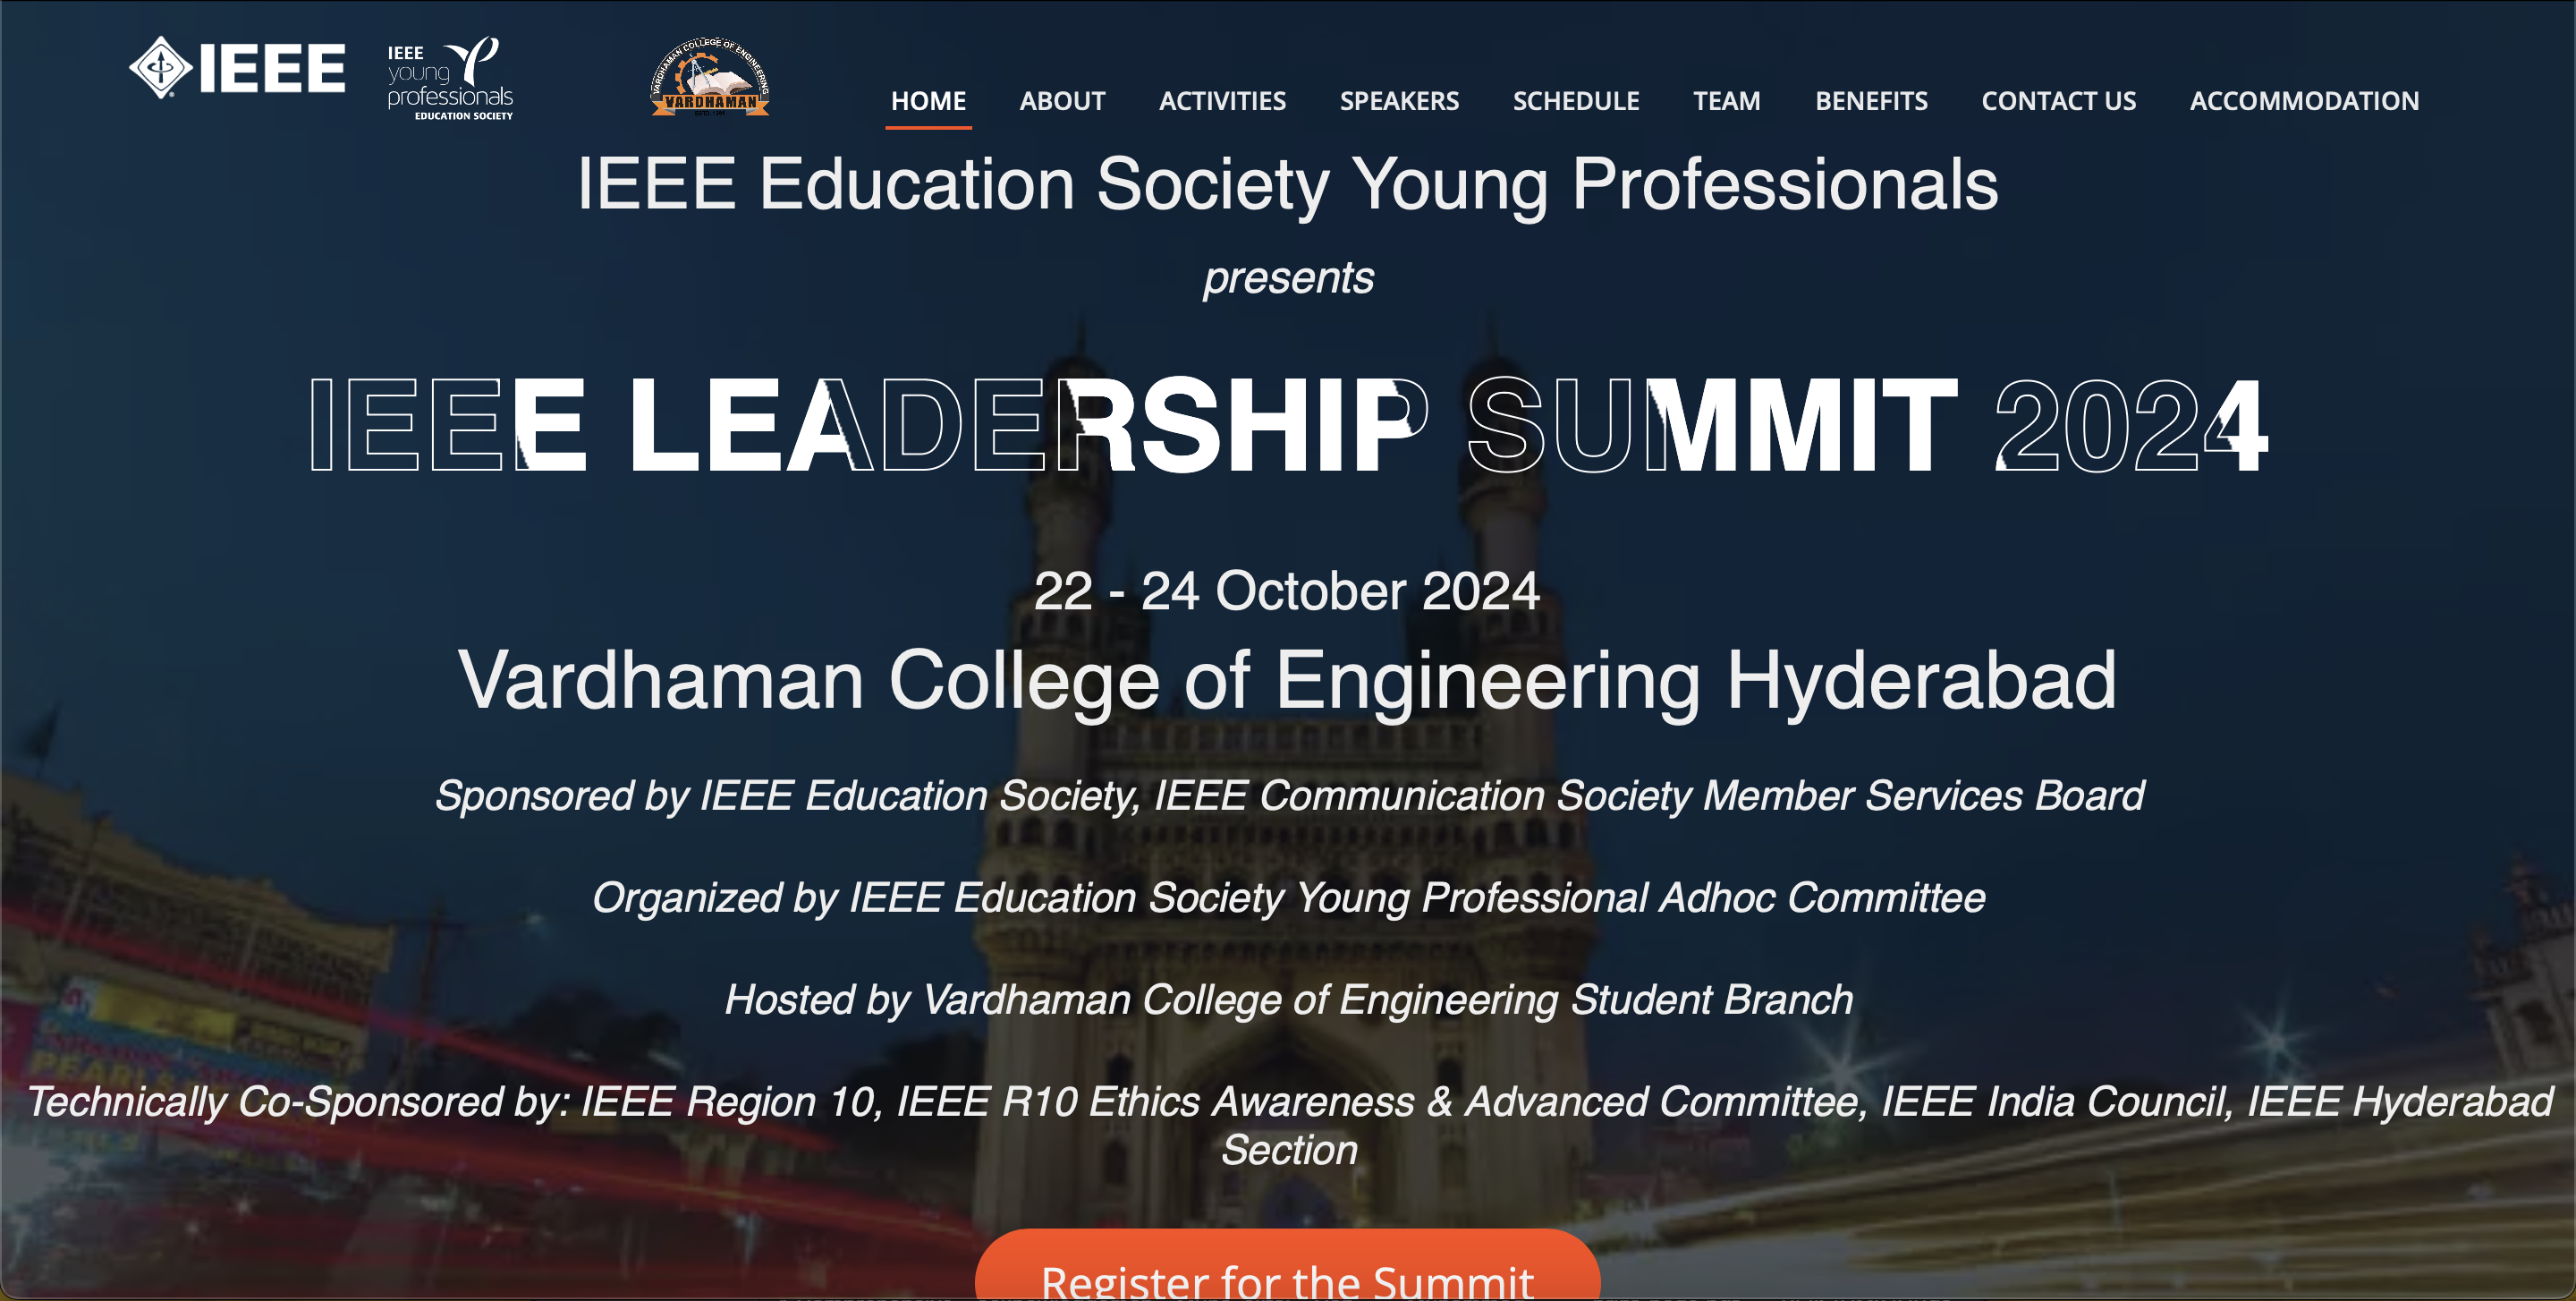 IEEE
IEEE
young
professionals
EDUCATION SOCIETY
VARDHAMAN COLLEGE OF ENGINEERING
VARDHAMAN
HOME ABOUT ACTIVITIES SPEAKERS SCHEDULE TEAM BENEFITS CONTACT US ACCOMMODATION
IEEE Education Society Young Professionals
presents
IEEE LEADERSHIP SUMMIT 2024
22 - 24 October 2024
Vardhaman College of Engineering Hyderabad
Sponsored by IEEE Education Society, IEEE Communication Society Member Services Board
Organized by IEEE Education Society Young Professional Adhoc Committee
Hosted by Vardhaman College of Engineering Student Branch
Technically Co-Sponsored by: IEEE Region 10, IEEE R10 Ethics Awareness & Advanced Committee, IEEE India Council, IEEE Hyderabad
Section
Register for the Summit